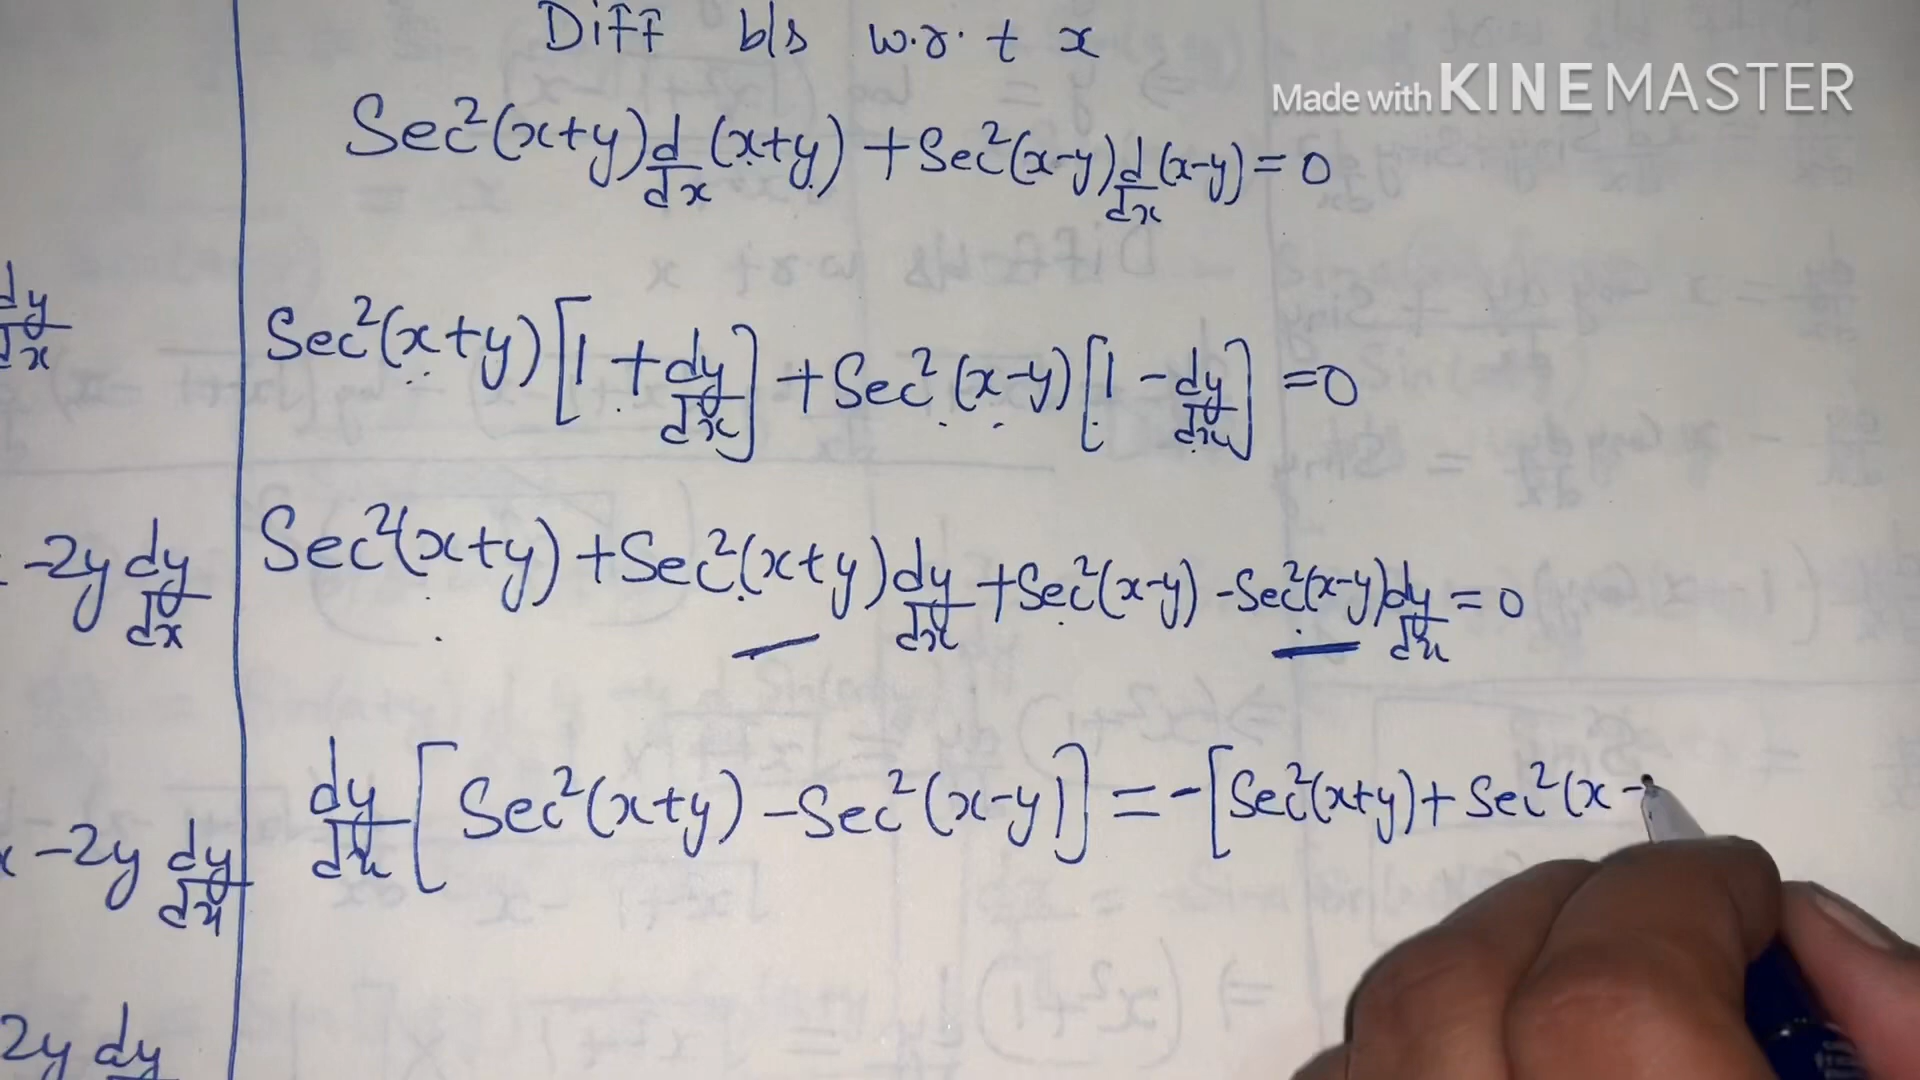 Diff b/s w.r.t x
Made with KINEMASTER
Sec²(x+y) d/dx (x+y) + Sec²(x-y) d/dx (x-y) = 0
dy/dx
Sec²(x+y) [1 + dy/dx] + Sec²(x-y) [1 - dy/dx] = 0
-2y dy/dx
Sec²(x+y) + Sec²(x+y) dy/dx + Sec²(x-y) - Sec²(x-y) dy/dx = 0
dy/dx [Sec²(x+y) - Sec²(x-y)] = -[Sec²(x+y) + Sec²(x -
x -2y dy/dx
2y dy